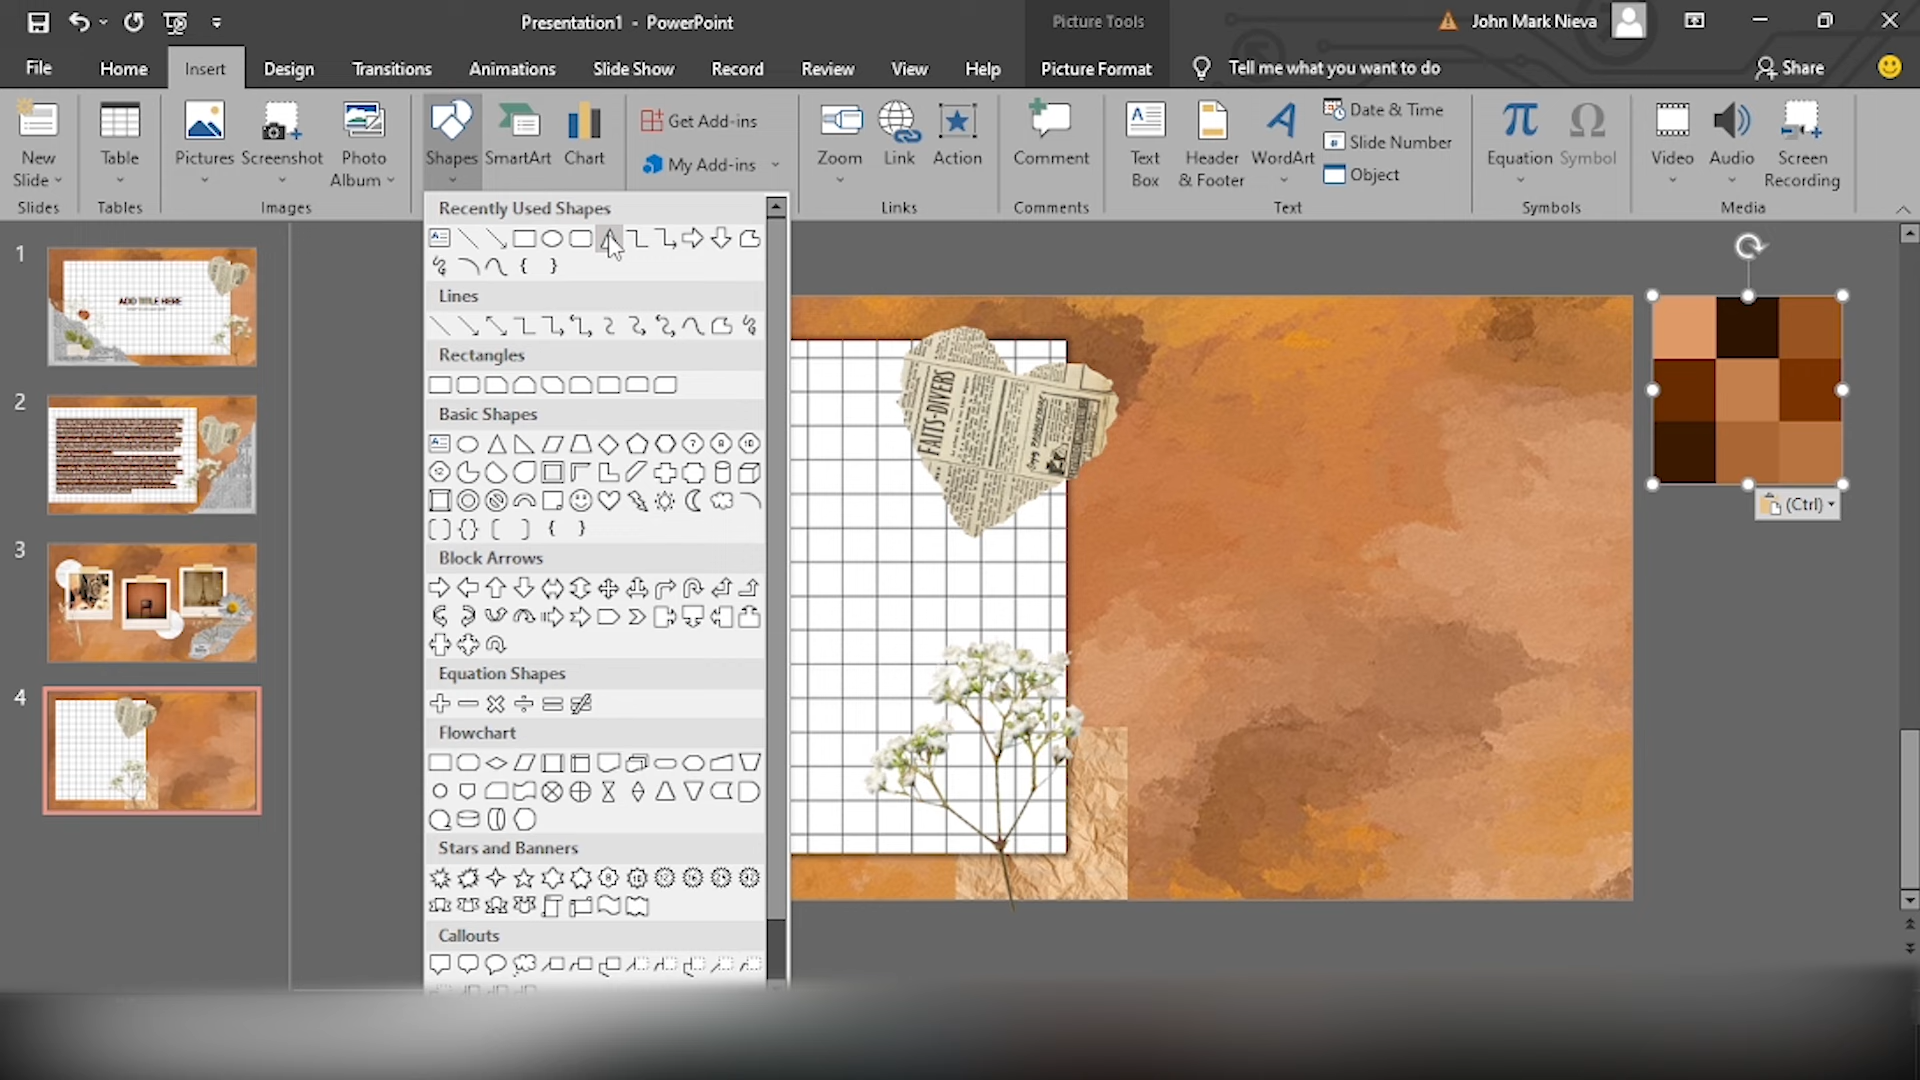 Presentation1 - PowerPoint
Picture Tools
John Mark Nieva
File
Home
Insert
Design
Transitions
Animations
Slide Show
Record
Review
View
Help
Picture Format
Tell me what you want to do
Share
New
Slide
Slides
Table
Tables
Pictures
Screenshot
Photo
Album
Images
Shapes
SmartArt
Chart
Get Add-ins
My Add-ins
Zoom
Link
Action
Links
Comment
Comments
Text
Box
Header
& Footer
WordArt
Date & Time
Slide Number
Object
Text
Equation
Symbol
Symbols
Video
Audio
Screen
Recording
Media
Recently Used Shapes
Lines
Rectangles
Basic Shapes
Block Arrows
Equation Shapes
Flowchart
Stars and Banners
Callouts
1
ADD TITLE HERE
2
3
4
FAITS-DIVERS
(Ctrl)